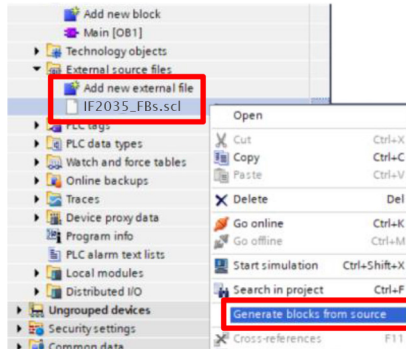 Add new block
Main [OB1]
Technology objects
External source files
Add new external file
IF2035_FBs.scl
PLC tags
PLC data types
Watch and force tables
Online backups
Traces
Device proxy data
Program info
PLC alarm text lists
Local modules
Distributed I/O
Ungrouped devices
Security settings
Common data
Open
Cut Ctrl+X
Copy Ctrl+C
Paste Ctrl+V
Delete Del
Go online Ctrl+K
Go offline Ctrl+M
Start simulation Ctrl+Shift+X
Search in project Ctrl+F
Generate blocks from source
Cross-references F11